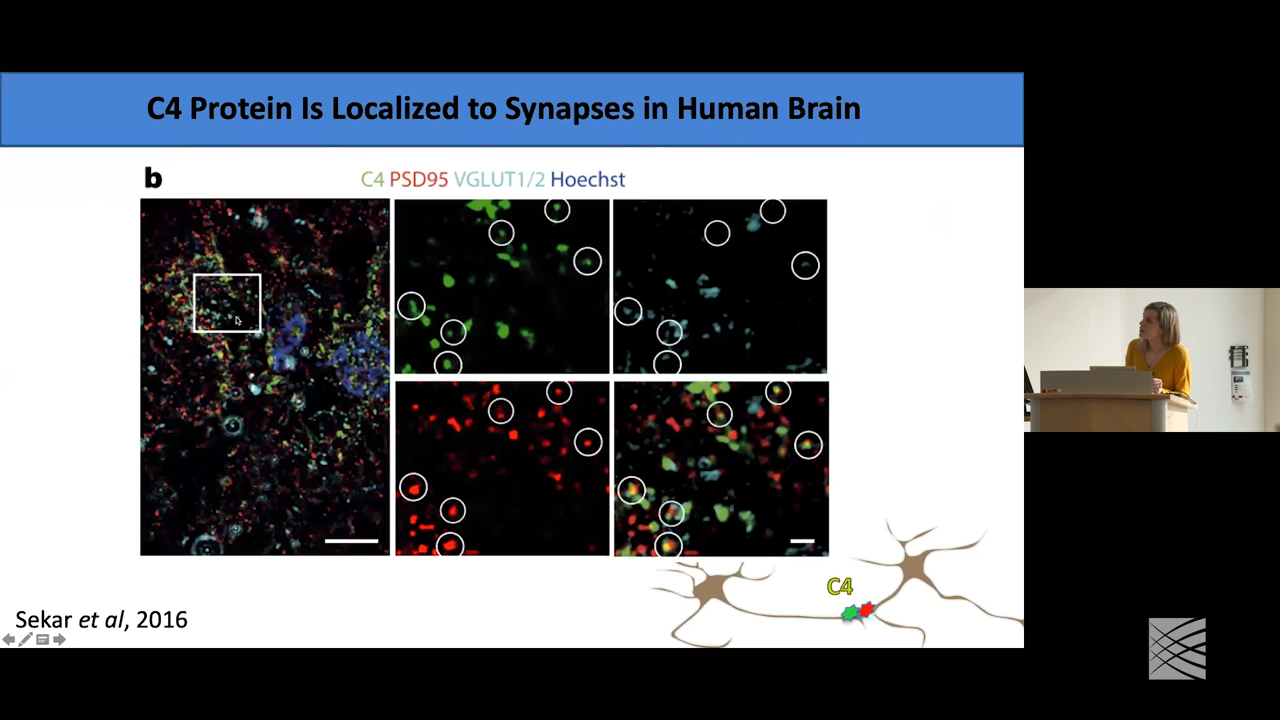 C4 Protein Is Localized to Synapses in Human Brain
b
C4 PSD95 VGLUT1/2 Hoechst
C4
Sekar et al, 2016